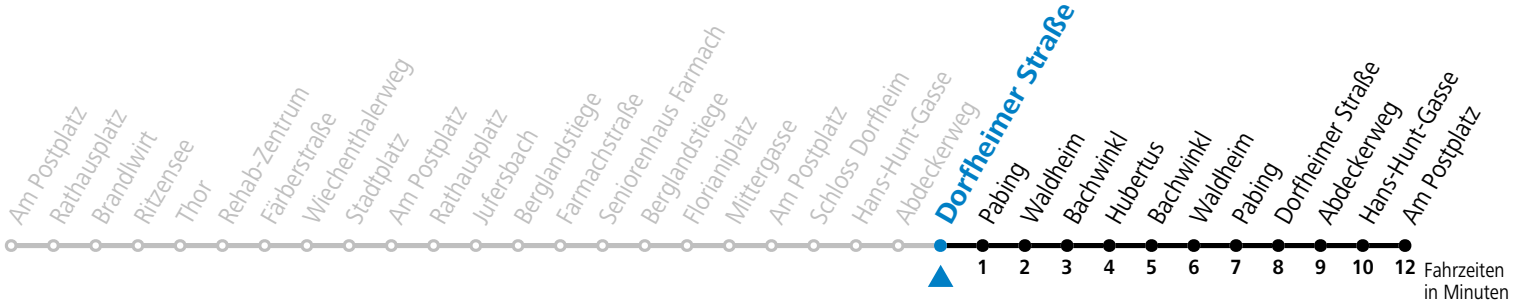 Am Postplatz
Rathausplatz
Brandlwirt
Ritzensee
Thor
Rehab-Zentrum
Färberstraße
Wiechenthalerweg
Stadtplatz
Am Postplatz
Rathausplatz
Jufersbach
Berglandstiege
Farmachstraße
Seniorenhaus Farmach
Berglandstiege
Florianiplatz
Mittergasse
Am Postplatz
Schloss Dorfheim
Hans-Hunt-Gasse
Abdeckerweg
Dorfheimer Straße
Pabing
Waldheim
Bachwinkl
Hubertus
Bachwinkl
Waldheim
Pabing
Dorfheimer Straße
Abdeckerweg
Hans-Hunt-Gasse
Am Postplatz
1 2 3 4 5 6 7 8 9 10 12
Fahrzeiten
in Minuten